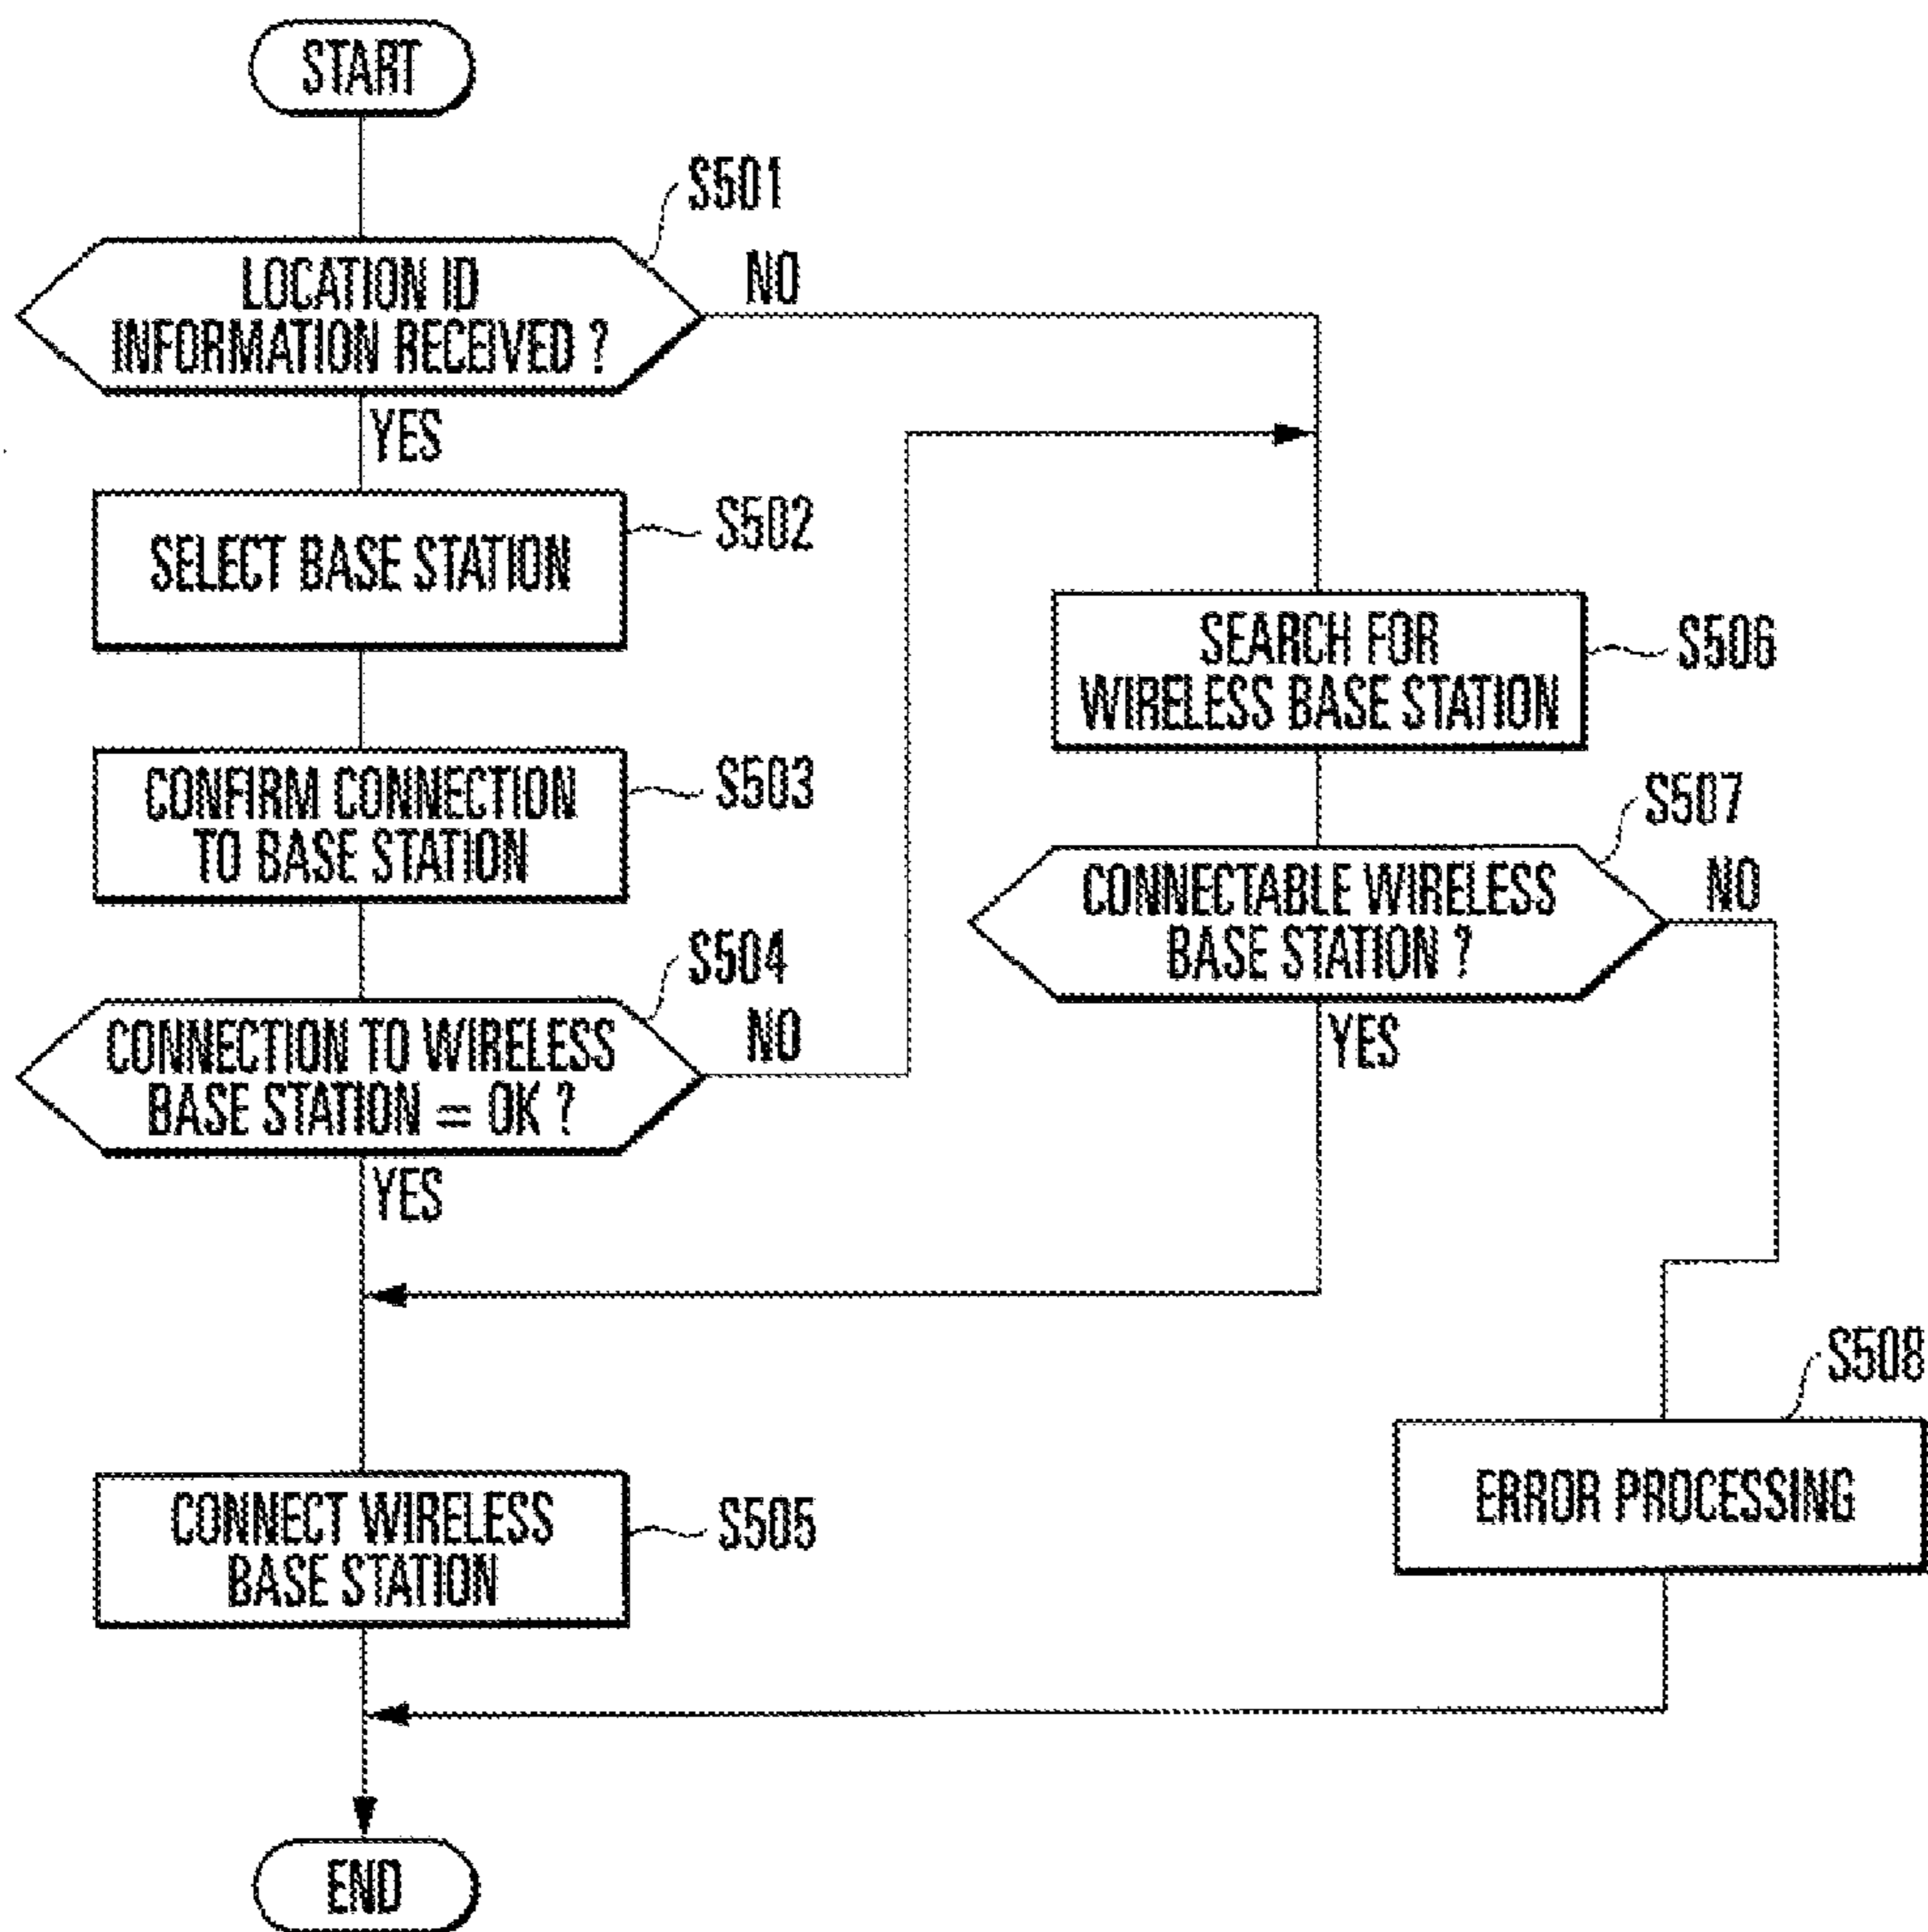 START
S501
LOCATION ID
INFORMATION RECEIVED ?
NO
YES
SELECT BASE STATION
S502
CONFIRM CONNECTION
TO BASE STATION
S503
S504
CONNECTION TO WIRELESS
BASE STATION = OK ?
NO
YES
SEARCH FOR
WIRELESS BASE STATION
S506
S507
CONNECTABLE WIRELESS
BASE STATION ?
NO
YES
CONNECT WIRELESS
BASE STATION
S505
S508
ERROR PROCESSING
END